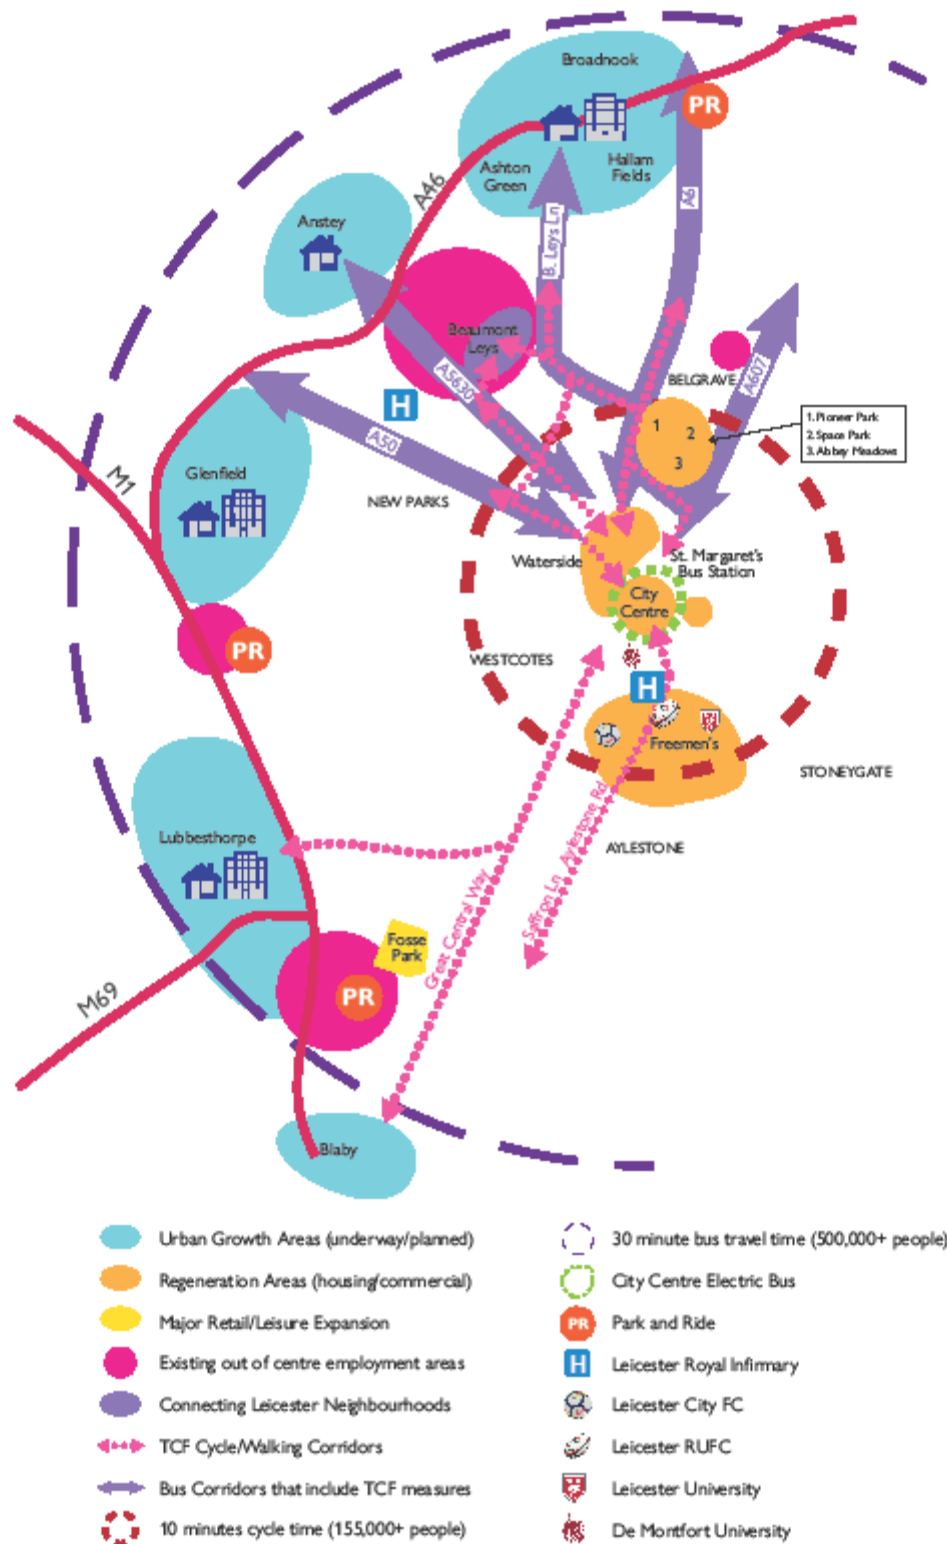 Broadnook
PR
Ashton
Green
Hallam
Fields
A46
A6
Anstey
B. Leys Ln
Beaumont
Leys
BELGRAVE
A607
A5630
H
A50
1
2
3
1. Pioneer Park
2. Space Park
3. Abbey Meadows
M1
Glenfield
NEW PARKS
Waterside
St. Margaret's
Bus Station
City
Centre
PR
WESTCOTES
H
Freemen's
STONEYGATE
Lubbesthorpe
AYLESTONE
Saffron Ln Aylestone Rd
Great Central Way
Fosse
Park
PR
M69
Blaby
Urban Growth Areas (underway/planned)
Regeneration Areas (housing/commercial)
Major Retail/Leisure Expansion
Existing out of centre employment areas
Connecting Leicester Neighbourhoods
TCF Cycle/Walking Corridors
Bus Corridors that include TCF measures
10 minutes cycle time (155,000+ people)
30 minute bus travel time (500,000+ people)
City Centre Electric Bus
PR Park and Ride
H Leicester Royal Infirmary
Leicester City FC
Leicester RUFC
Leicester University
De Montfort University